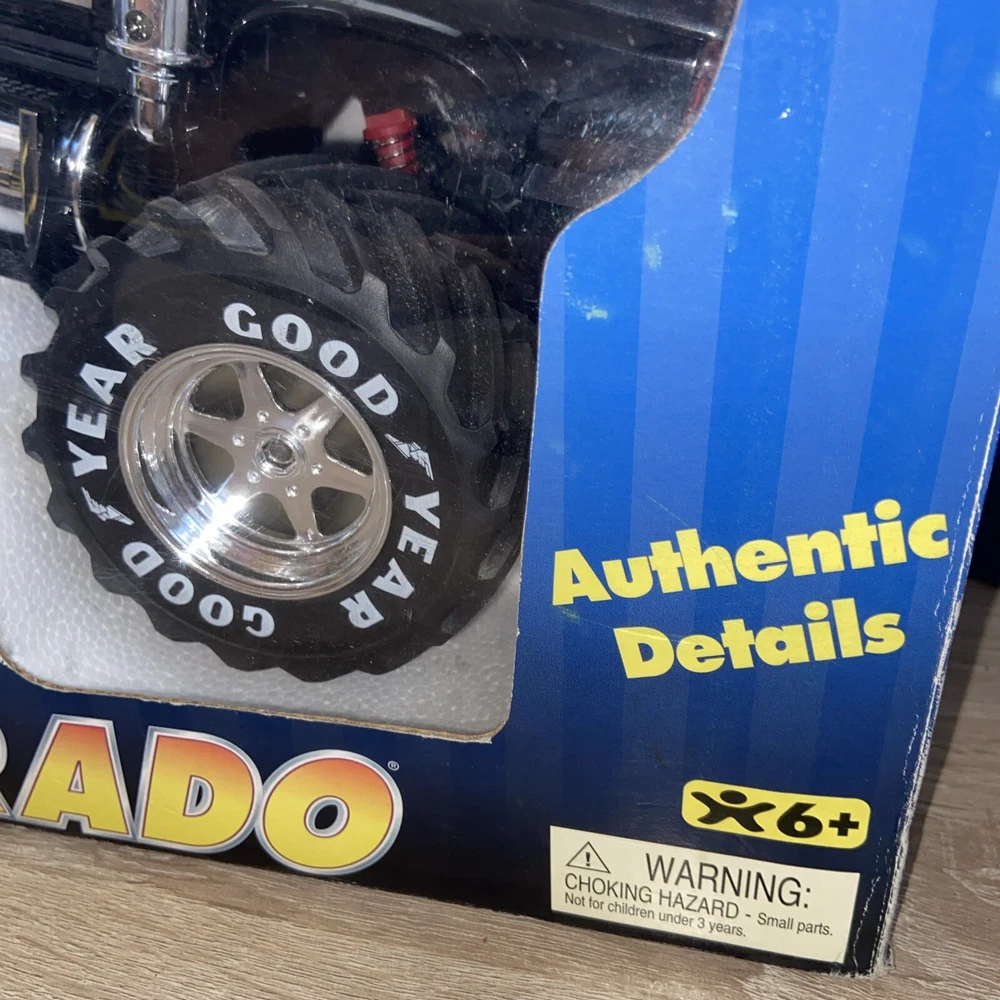 GOOD YEAR
GOOD YEAR
Authentic
Details
RADO®
6+
WARNING:
CHOKING HAZARD - Small parts.
Not for children under 3 years.